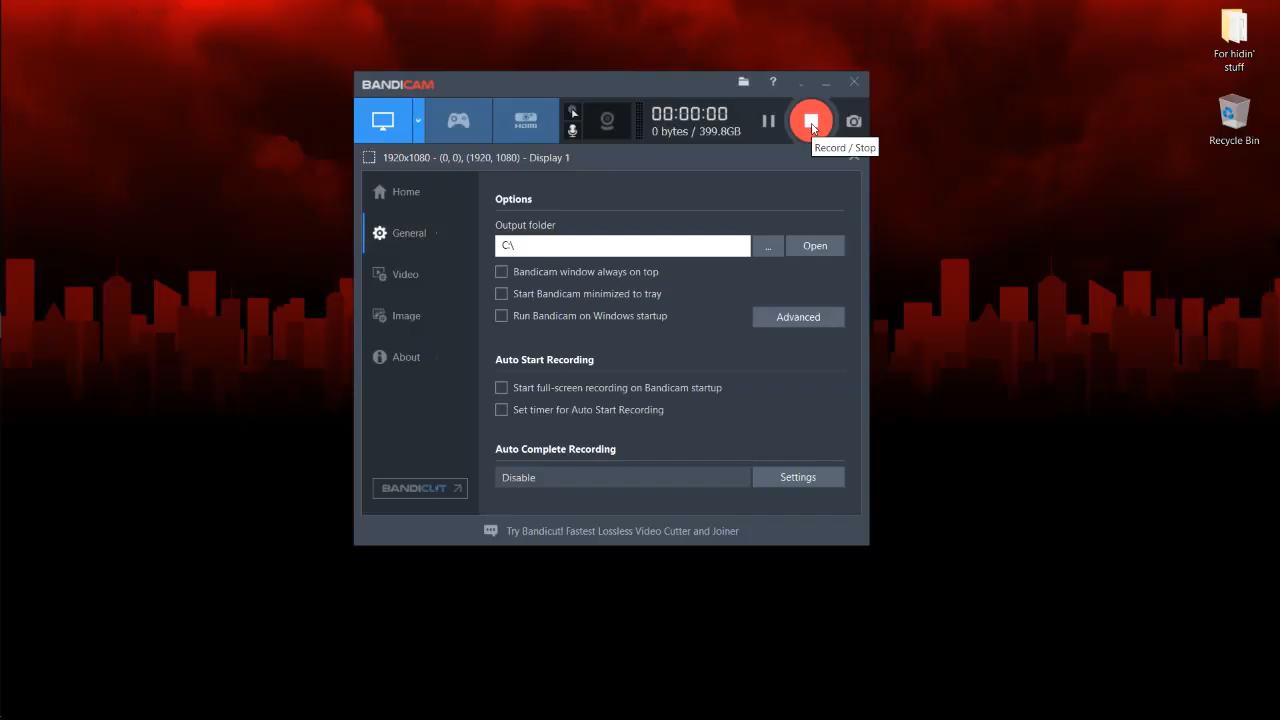 For hidin'
stuff
Recycle Bin
BANDICAM
?
HDMI
00:00:00
0 bytes / 399.8GB
Record / Stop
1920x1080 - (0, 0), (1920, 1080) - Display 1
Home
General
Video
Image
About
BANDICUT
Options
Output folder
C:\
...
Open
Bandicam window always on top
Start Bandicam minimized to tray
Run Bandicam on Windows startup
Advanced
Auto Start Recording
Start full-screen recording on Bandicam startup
Set timer for Auto Start Recording
Auto Complete Recording
Disable
Settings
Try Bandicut! Fastest Lossless Video Cutter and Joiner